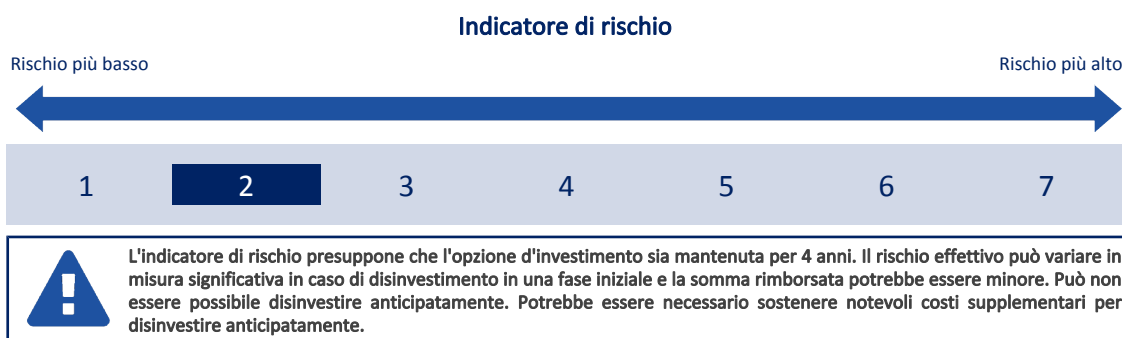 Indicatore di rischio
Rischio più basso
Rischio più alto
1 2 3 4 5 6 7
L'indicatore di rischio presuppone che l'opzione d'investimento sia mantenuta per 4 anni. Il rischio effettivo può variare in
misura significativa in caso di disinvestimento in una fase iniziale e la somma rimborsata potrebbe essere minore. Può non
essere possibile disinvestire anticipatamente. Potrebbe essere necessario sostenere notevoli costi supplementari per
disinvestire anticipatamente.